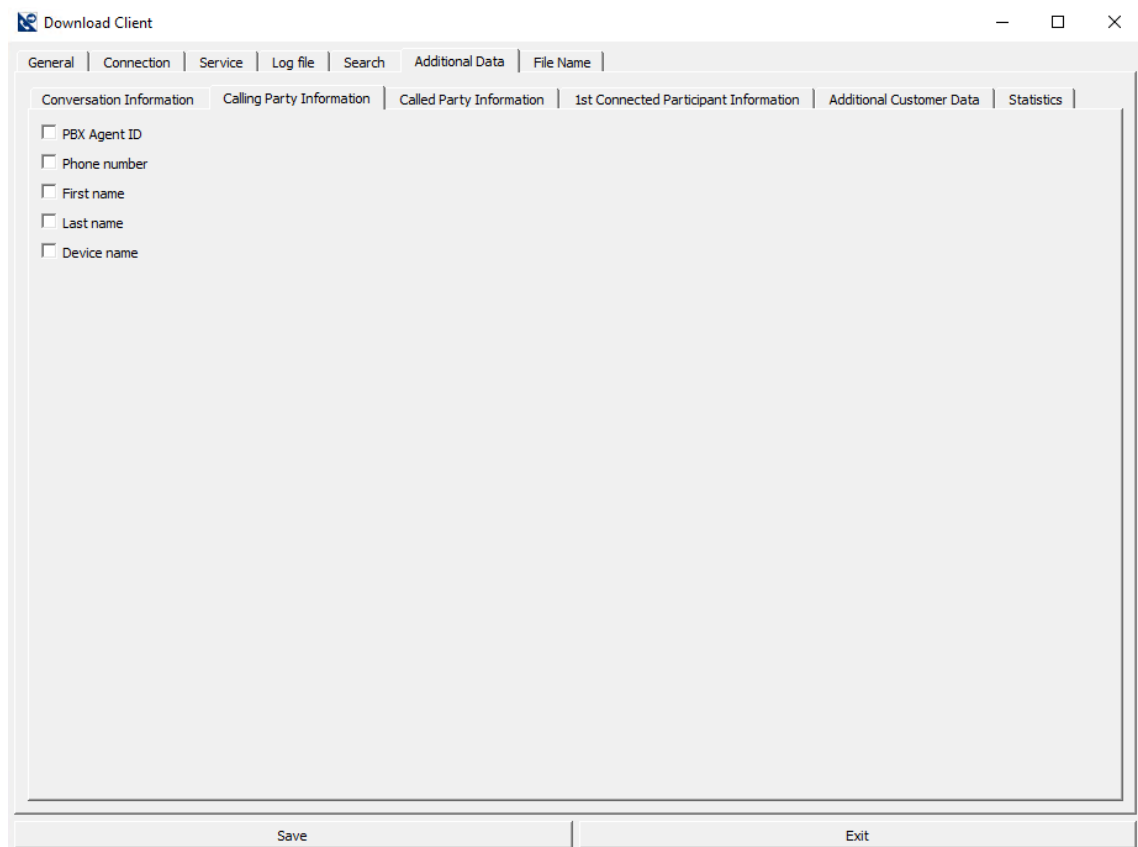 Download Client
General Connection Service Log file Search Additional Data File Name
Conversation Information Calling Party Information Called Party Information 1st Connected Participant Information Additional Customer Data Statistics
PBX Agent ID
Phone number
First name
Last name
Device name
Save Exit